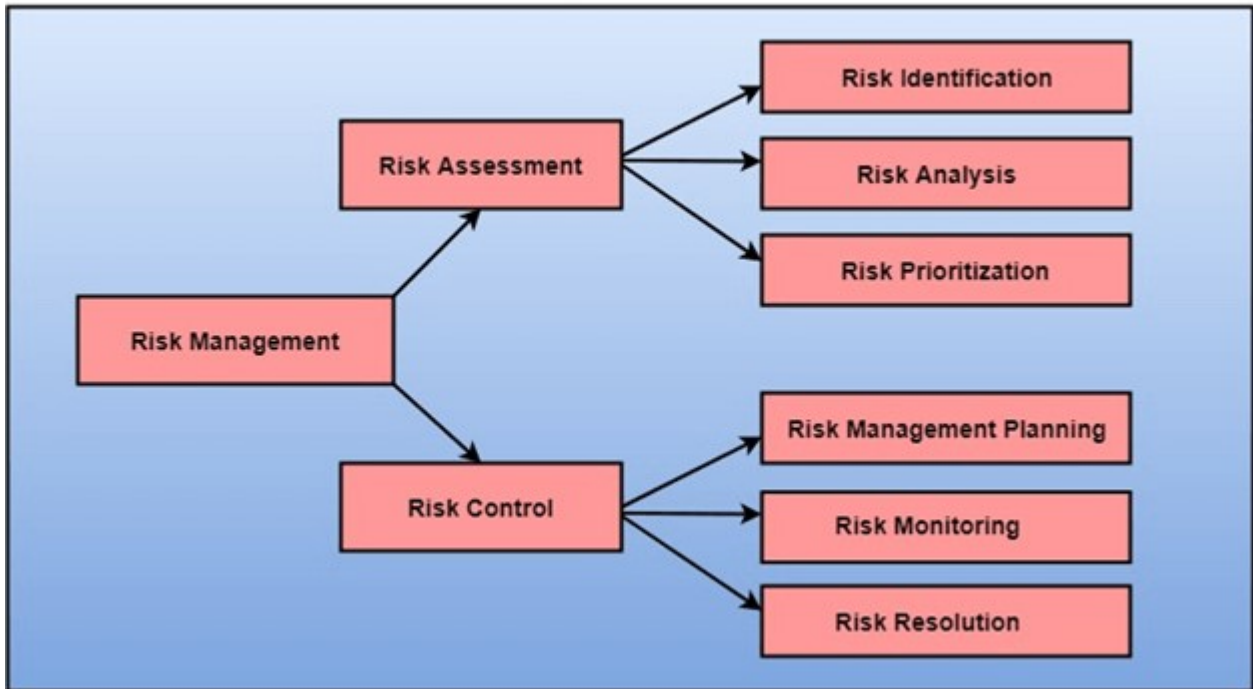 Risk Identification
Risk Assessment
Risk Analysis
Risk Prioritization
Risk Management
Risk Management Planning
Risk Control
Risk Monitoring
Risk Resolution